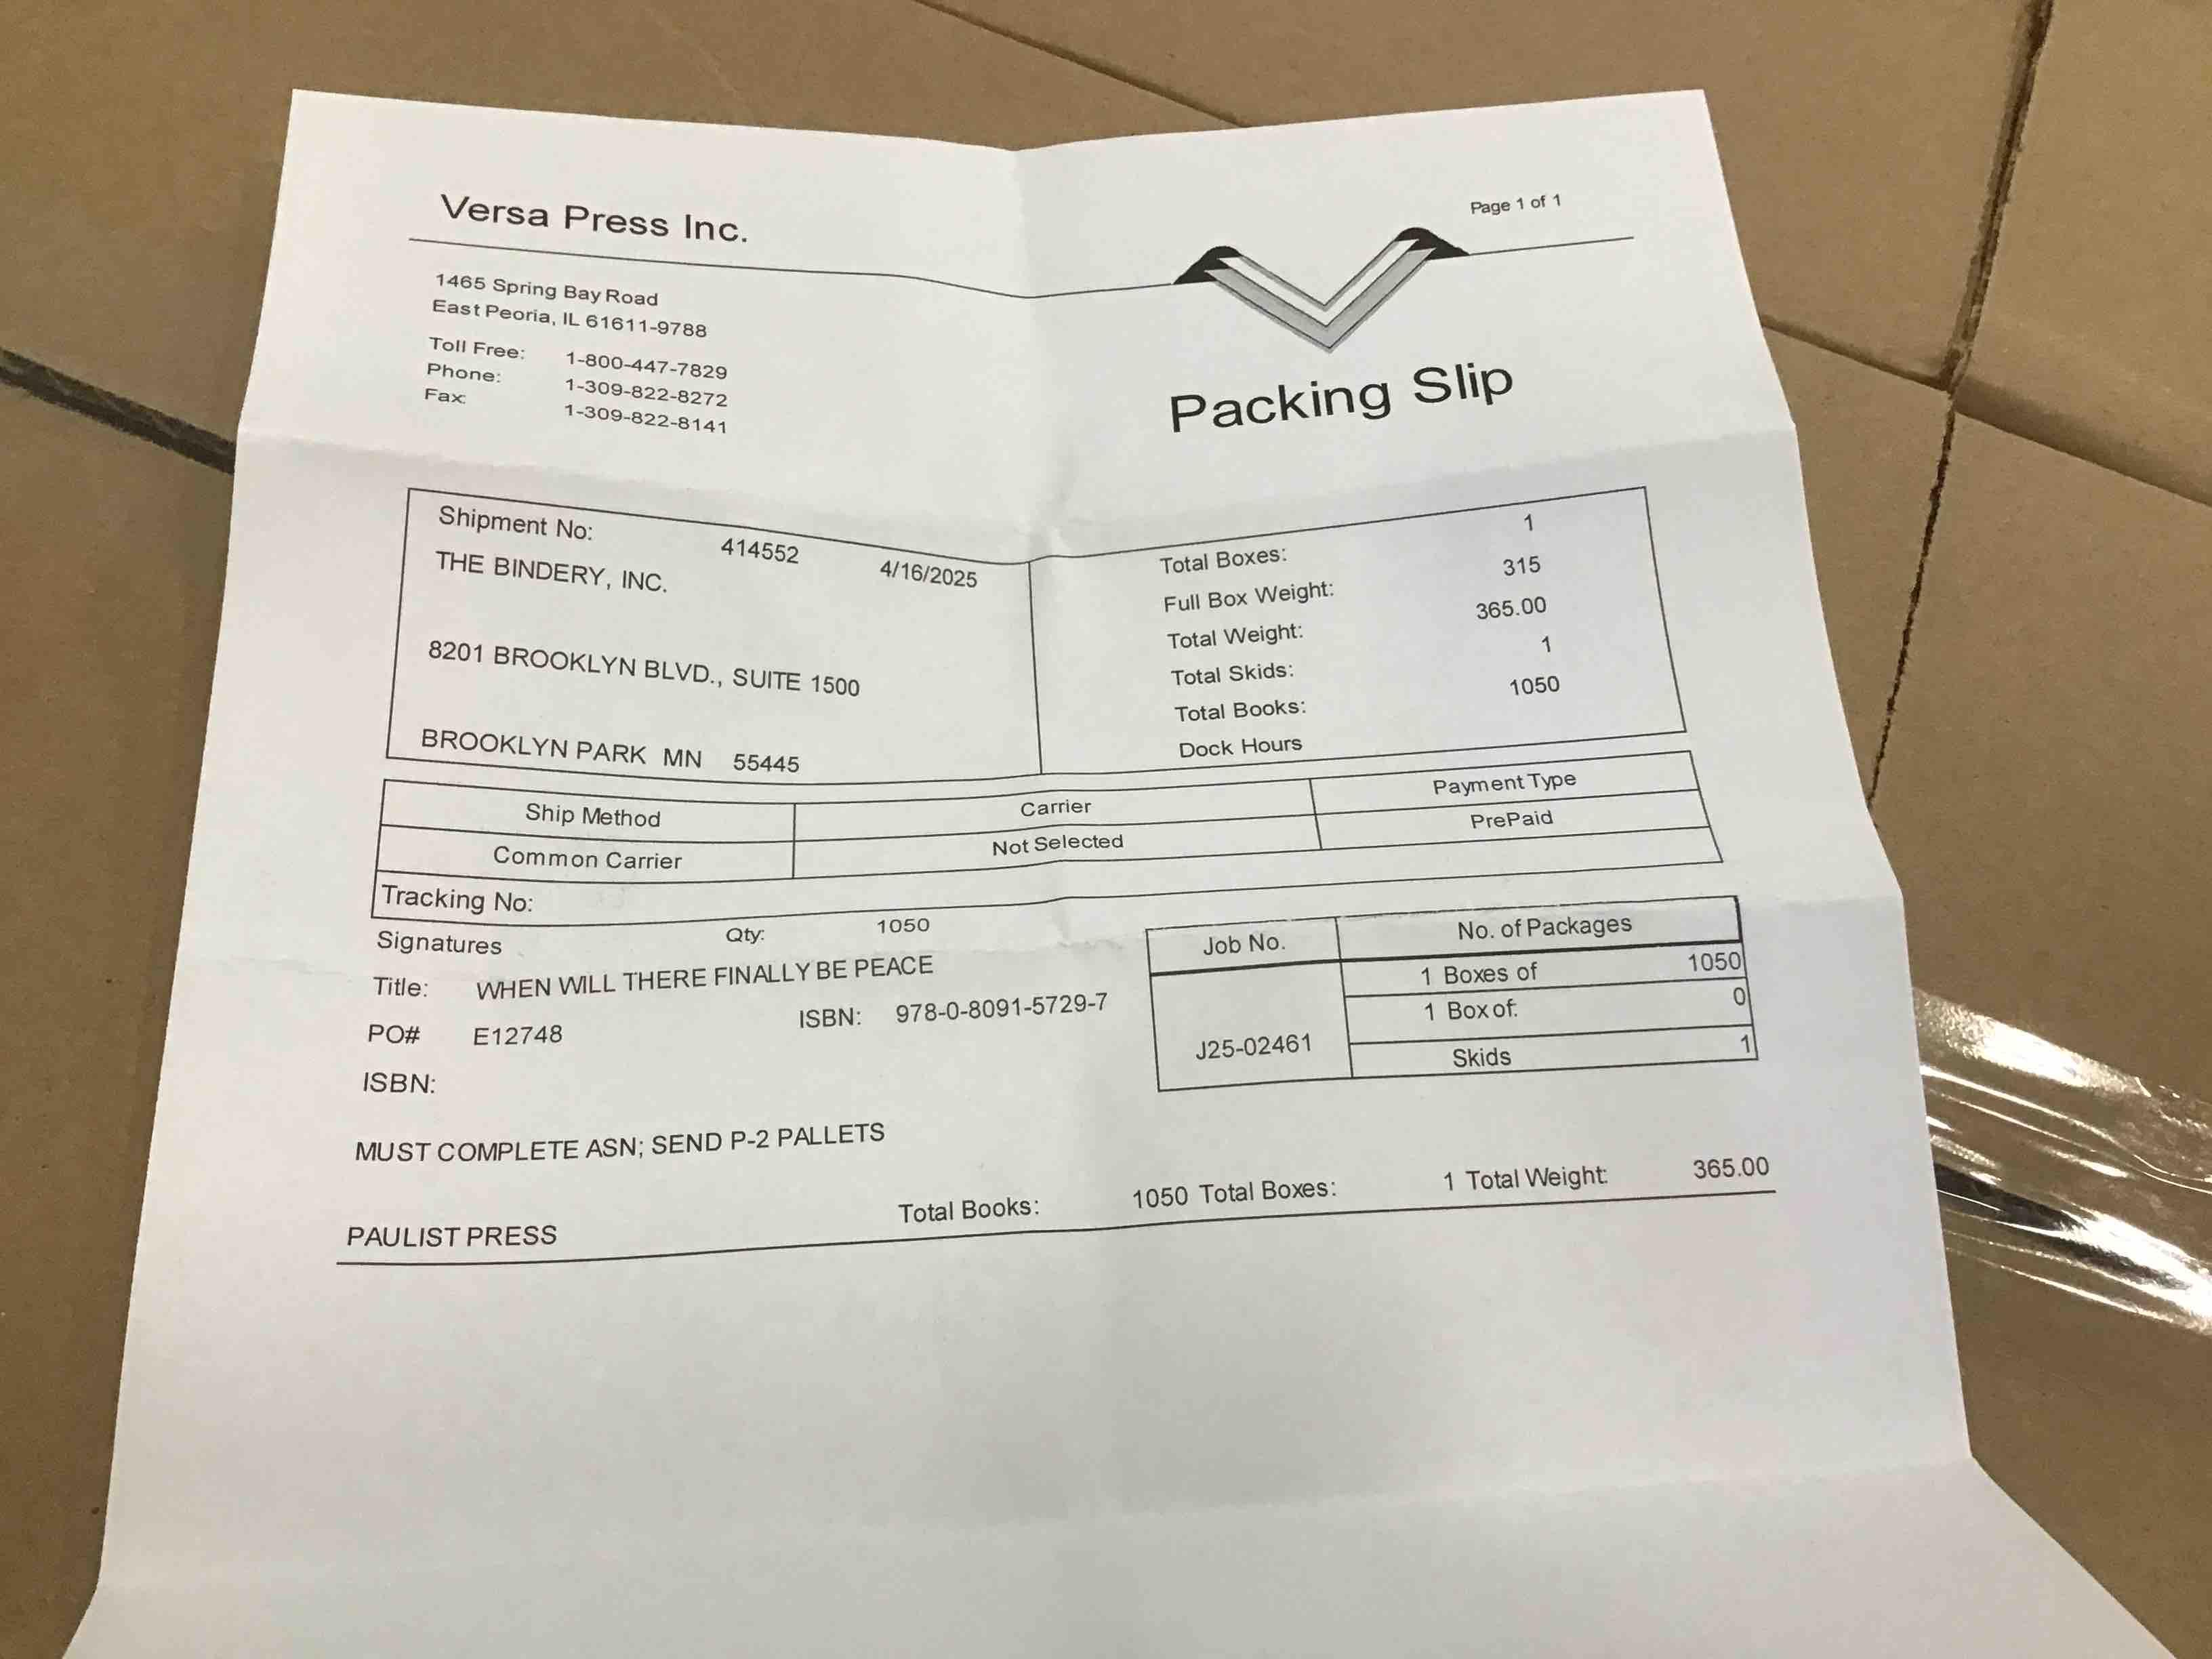 Versa Press Inc.
Page 1 of 1
1465 Spring Bay Road
East Peoria, IL 61611-9788
Toll Free: 1-800-447-7829
Phone: 1-309-822-8272
Fax: 1-309-822-8141
Packing Slip
Shipment No: 414552 4/16/2025
THE BINDERY, INC.
8201 BROOKLYN BLVD., SUITE 1500
BROOKLYN PARK MN 55445
Total Boxes: 1
Full Box Weight: 315
Total Weight: 365.00
Total Skids: 1
Total Books: 1050
Dock Hours
Ship Method Carrier Payment Type
Common Carrier Not Selected PrePaid
Tracking No:
Signatures Qty: 1050
Title: WHEN WILL THERE FINALLY BE PEACE
PO# E12748 ISBN: 978-0-8091-5729-7
ISBN:
Job No. No. of Packages
J25-02461
1 Boxes of 1050
1 Box of: 0
Skids 1
MUST COMPLETE ASN; SEND P-2 PALLETS
PAULIST PRESS Total Books: 1050 Total Boxes: 1 Total Weight: 365.00